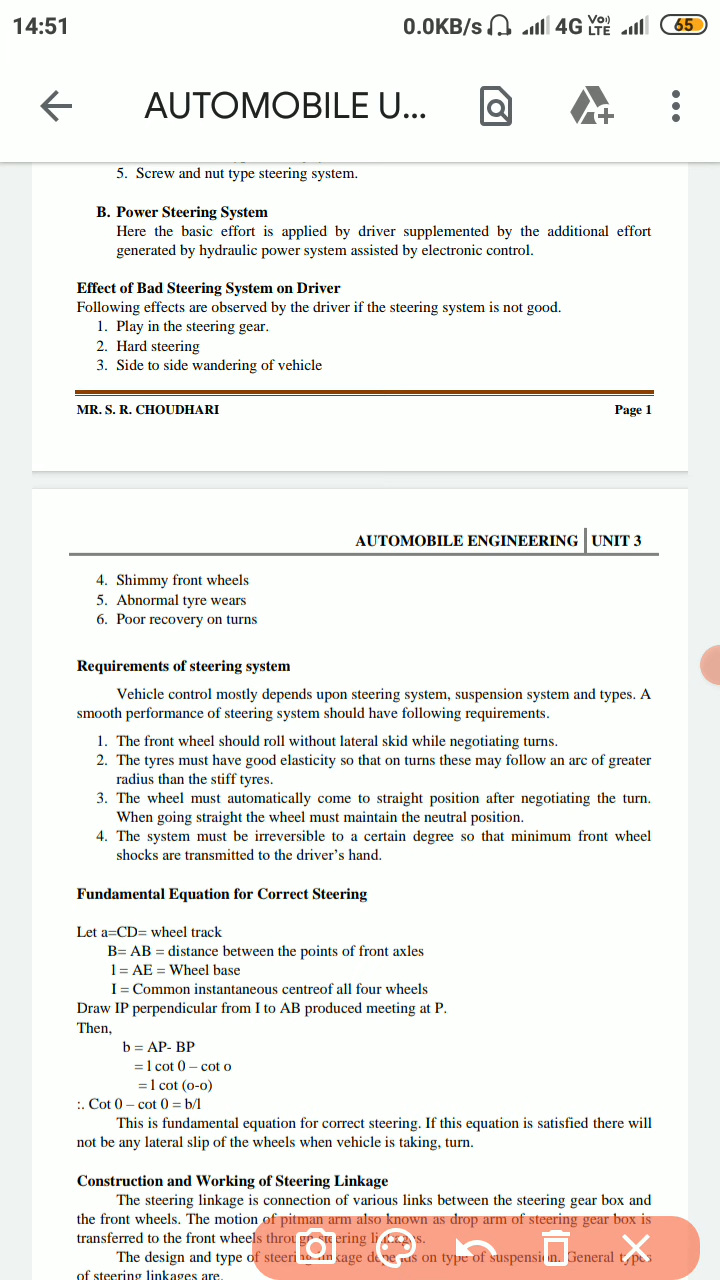 14:51
0.0KB/s 4G Vo) LTE 65
AUTOMOBILE U...
5. Screw and nut type steering system.
B. Power Steering System
Here the basic effort is applied by driver supplemented by the additional effort
generated by hydraulic power system assisted by electronic control.
Effect of Bad Steering System on Driver
Following effects are observed by the driver if the steering system is not good.
1. Play in the steering gear.
2. Hard steering
3. Side to side wandering of vehicle
MR. S. R. CHOUDHARI Page 1
AUTOMOBILE ENGINEERING UNIT 3
4. Shimmy front wheels
5. Abnormal tyre wears
6. Poor recovery on turns
Requirements of steering system
Vehicle control mostly depends upon steering system, suspension system and types. A
smooth performance of steering system should have following requirements.
1. The front wheel should roll without lateral skid while negotiating turns.
2. The tyres must have good elasticity so that on turns these may follow an arc of greater
radius than the stiff tyres.
3. The wheel must automatically come to straight position after negotiating the turn.
When going straight the wheel must maintain the neutral position.
4. The system must be irreversible to a certain degree so that minimum front wheel
shocks are transmitted to the driver's hand.
Fundamental Equation for Correct Steering
Let a=CD= wheel track
B= AB = distance between the points of front axles
l = AE = Wheel base
I = Common instantaneous centreof all four wheels
Draw IP perpendicular from I to AB produced meeting at P.
Then,
b = AP- BP
= l cot 0 – cot o
= l cot (o-o)
:. Cot 0 – cot 0 = b/l
This is fundamental equation for correct steering. If this equation is satisfied there will
not be any lateral slip of the wheels when vehicle is taking, turn.
Construction and Working of Steering Linkage
The steering linkage is connection of various links between the steering gear box and
the front wheels. The motion of pitman arm also known as drop arm of steering gear box is
transferred to the front wheels through steering linkages.
The design and type of steering linkage depends on type of suspension. General types
of steering linkages are.